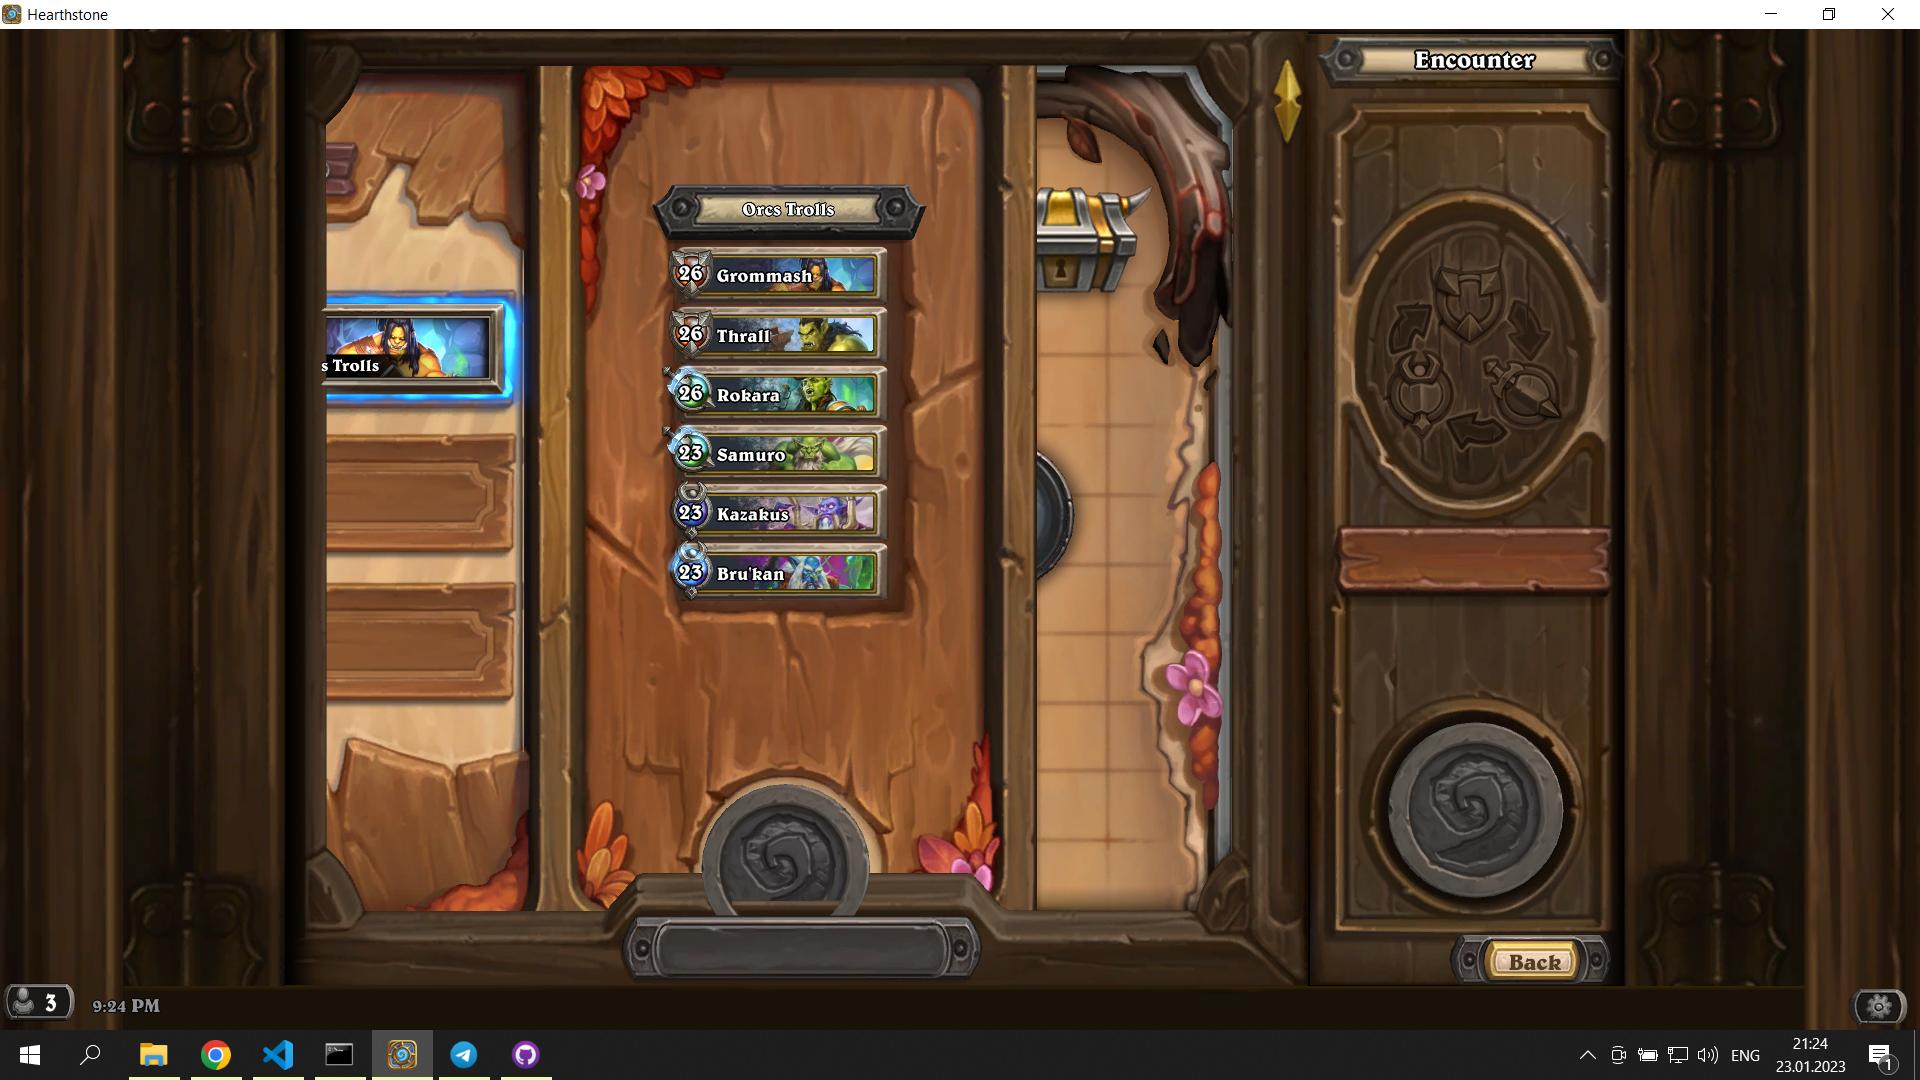 Hearthstone
Encounter
Orcs Trolls
26 Grommash
26 Thrall
s Trolls
26 Rokara
23 Samuro
23 Kazakus
23 Bru'kan
Back
3
9:24 PM
ENG
21:24
23.01.2023
1